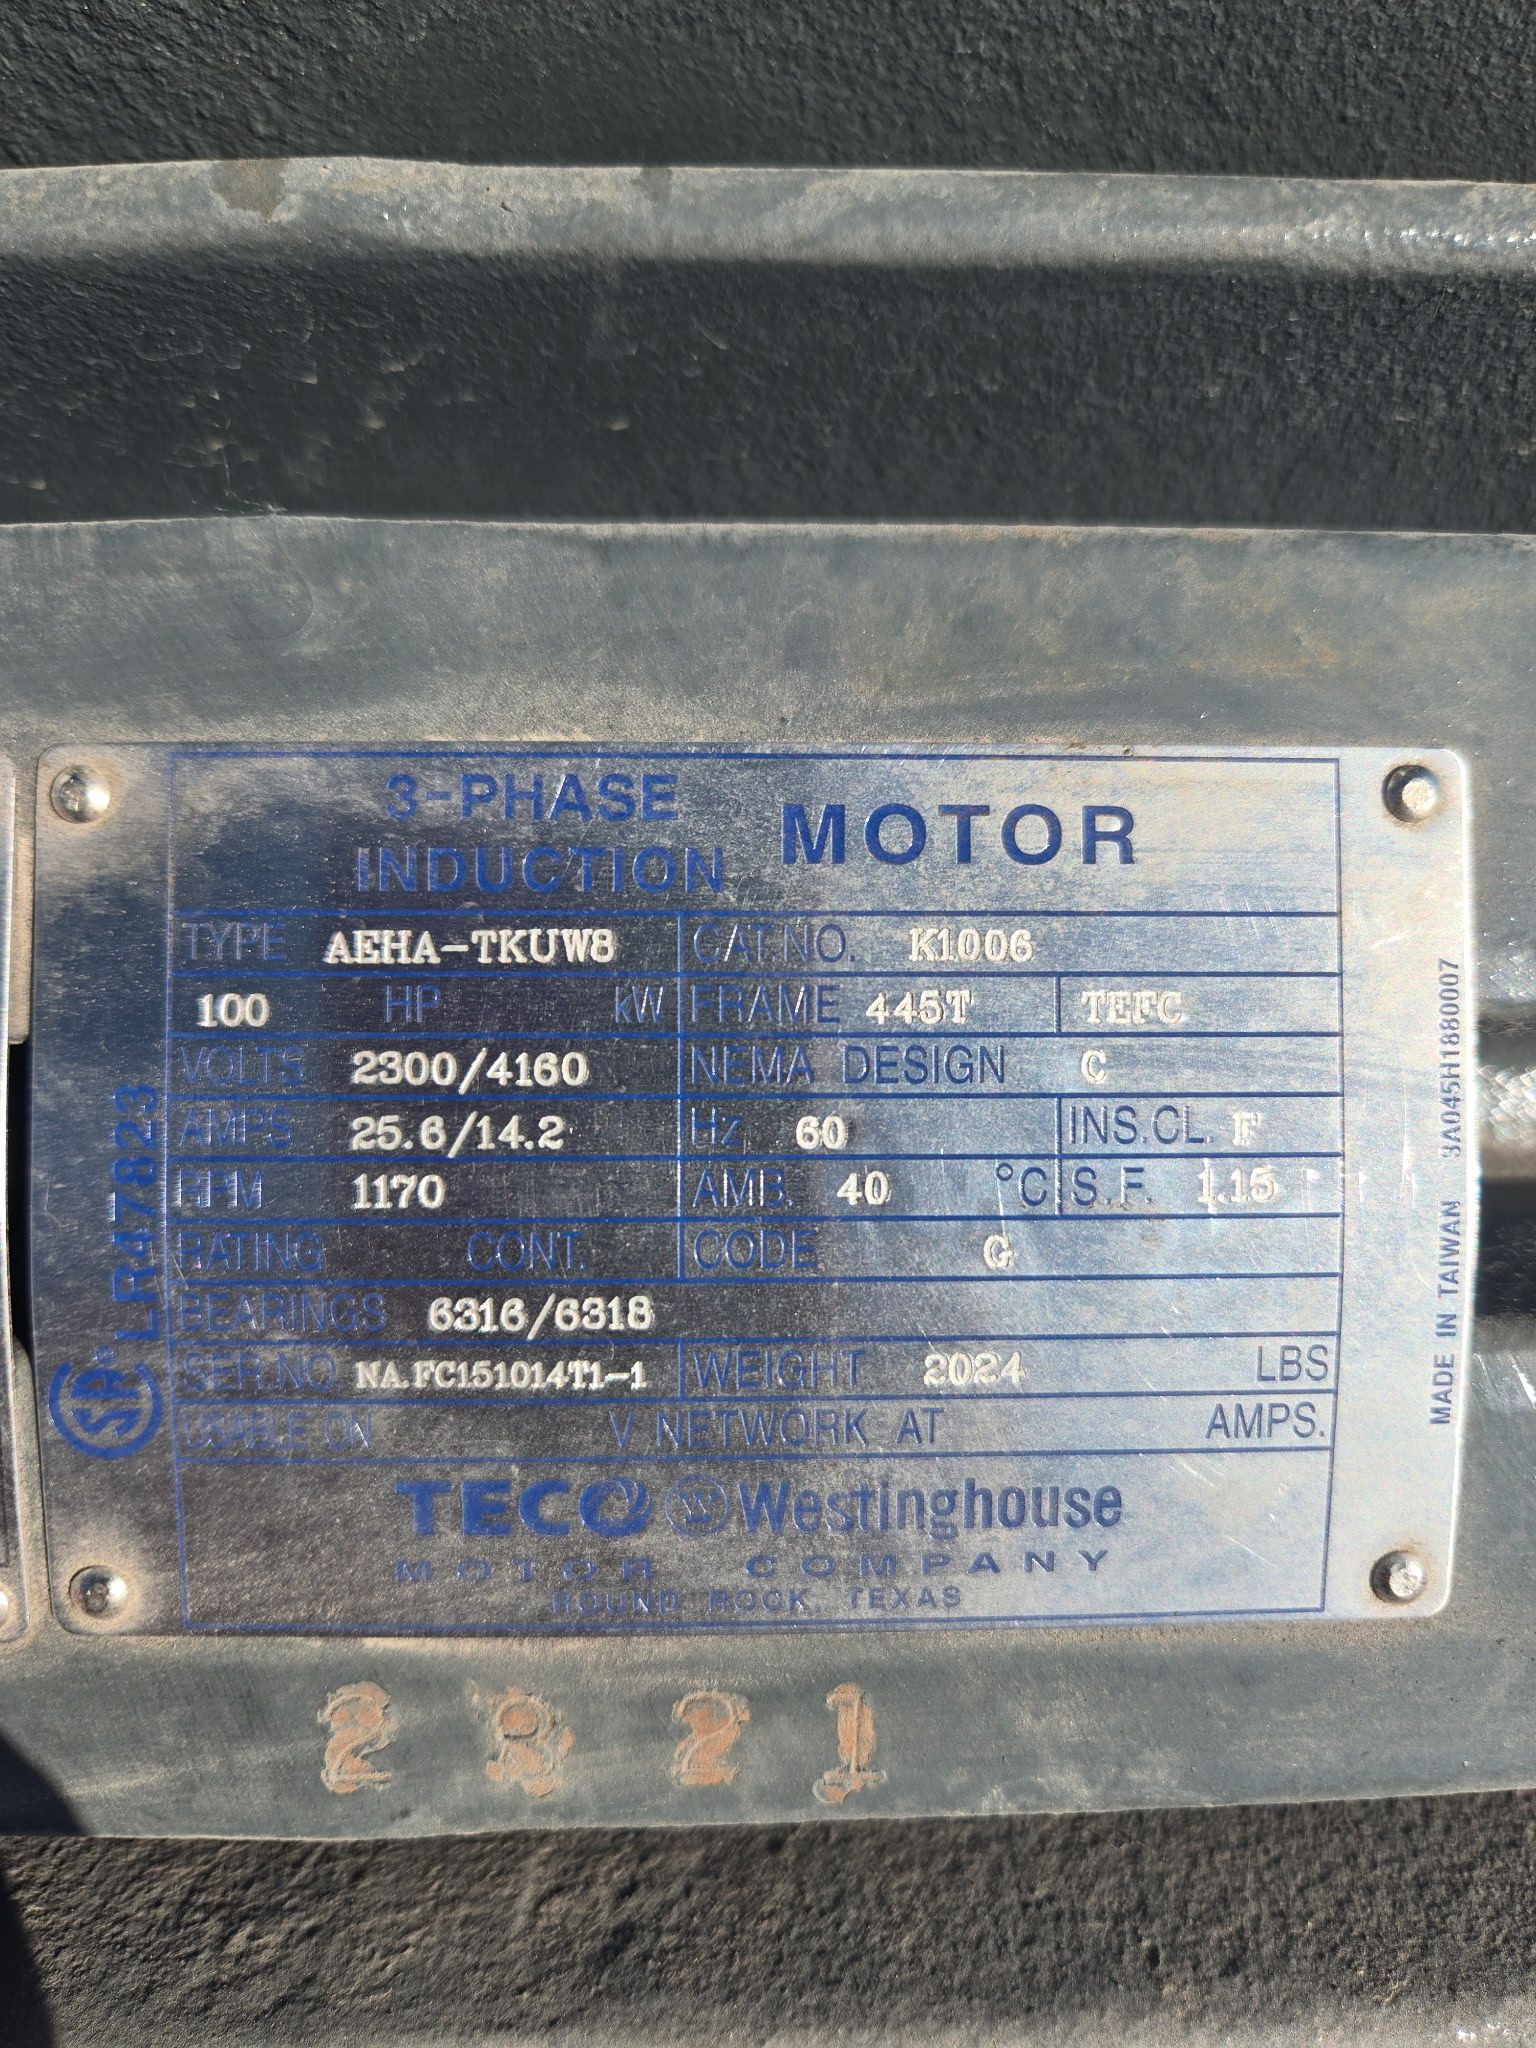 3-PHASE
INDUCTION MOTOR
TYPE AEHA-TKUW8 CAT.NO. K1006
100 HP kW FRAME 445T TEFC
VOLTS 2300/4160 NEMA DESIGN C
AMPS 25.6/14.2 Hz 60 INS.CL. F
RPM 1170 AMB. 40 °C S.F. 1.15
RATING CONT. CODE G
BEARINGS 6316/6318
SER.NO NA.FC151014T1-1 WEIGHT 2024 LBS
USABLE ON V NETWORK AT AMPS.
TECO W Westinghouse
MOTOR COMPANY
ROUND ROCK, TEXAS
SA® LR47823
MADE IN TAIWAN 9A045H1880007
2821